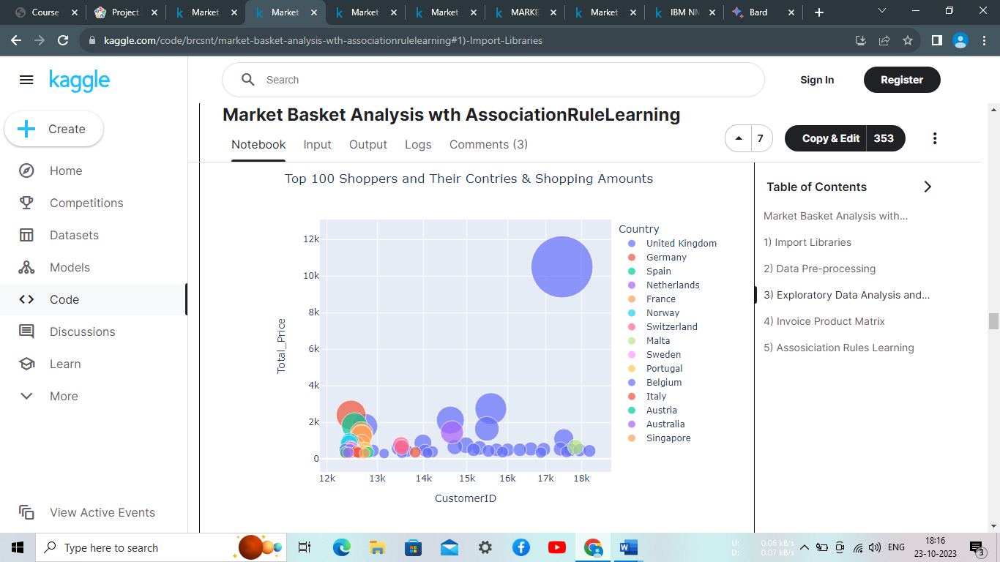 Course
Project
Market
Market
Market
Market
MARKE
Market
IBM NM
Bard
kaggle.com/code/brcsnt/market-basket-analysis-wth-associationrulelearning#1)-Import-Libraries
kaggle
Search
Sign In
Register
Create
Home
Competitions
Datasets
Models
Code
Discussions
Learn
More
View Active Events
Market Basket Analysis wth AssociationRuleLearning
Notebook
Input
Output
Logs
Comments (3)
7
Copy & Edit
353
Top 100 Shoppers and Their Contries & Shopping Amounts
12k
10k
8k
6k
4k
2k
0
Total_Price
12k
13k
14k
15k
16k
17k
18k
CustomerID
Country
United Kingdom
Germany
Spain
Netherlands
France
Norway
Switzerland
Malta
Sweden
Portugal
Belgium
Italy
Austria
Australia
Singapore
Table of Contents
Market Basket Analysis with...
1) Import Libraries
2) Data Pre-processing
3) Exploratory Data Analysis and...
4) Invoice Product Matrix
5) Assosiciation Rules Learning
Type here to search
U: 0.06 kB/s
D: 0.07 kB/s
ENG
18:16
23-10-2023
3